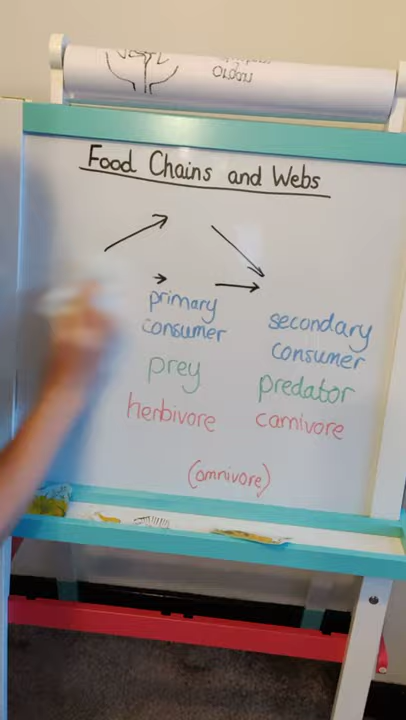 Food Chains and Webs
primary
consumer
secondary
consumer
prey
predator
herbivore
carnivore
(omnivore)